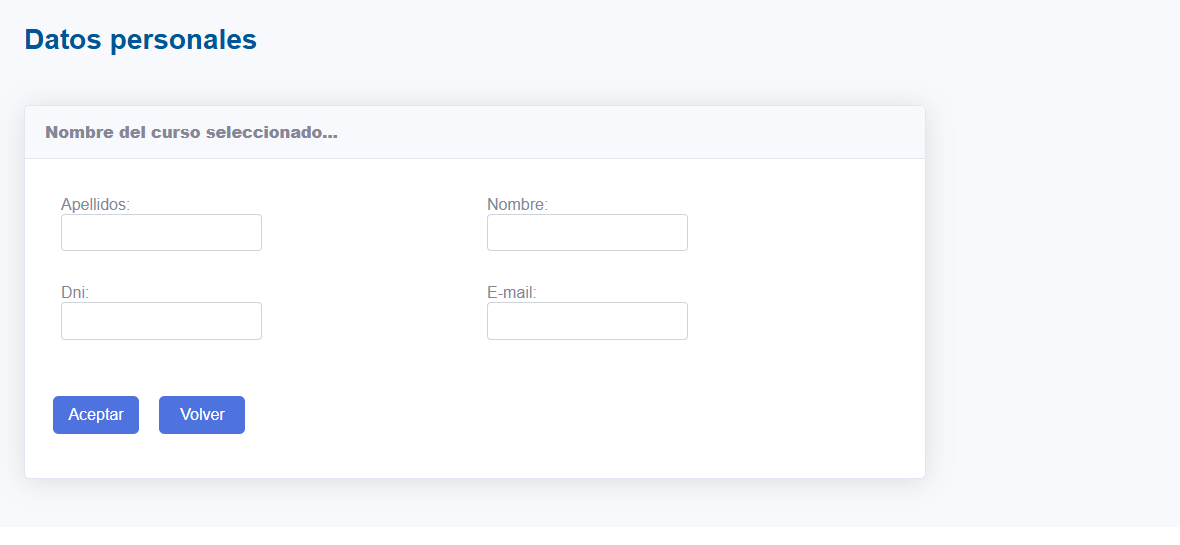 Datos personales
Nombre del curso seleccionado...
Apellidos:
Nombre:
Dni:
E-mail:
Aceptar
Volver